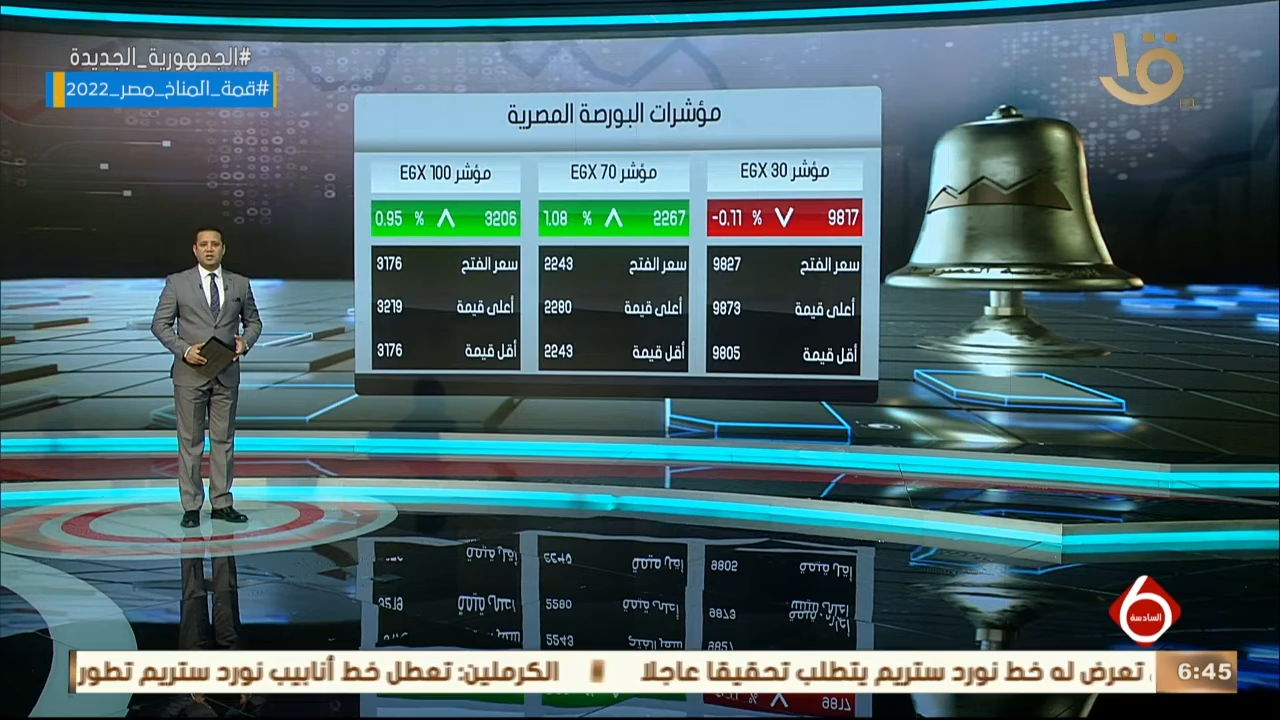 #الجمهورية_الجديدة
#قمة_المناخ_مصر_2022
مؤشرات البورصة المصرية
مؤشر EGX 30
9817 -0.11 %
سعر الفتح 9827
أعلى قيمة 9873
أقل قيمة 9805
مؤشر EGX 70
2267 1.08 %
سعر الفتح 2243
أعلى قيمة 2280
أقل قيمة 2243
مؤشر EGX 100
3206 0.95 %
سعر الفتح 3176
أعلى قيمة 3219
أقل قيمة 3176
السادسة
6:45
تعرض له خط نورد ستريم يتطلب تحقيقا عاجلا
الكرملين: تعطل خط أنابيب نورد ستريم تطور